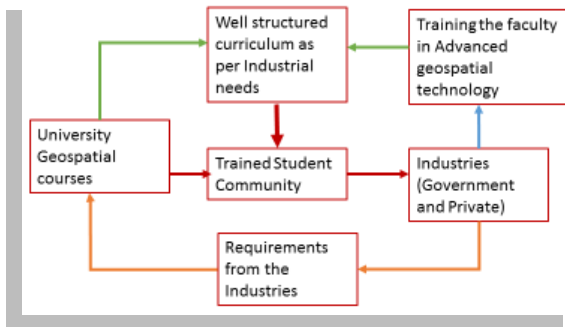 Well structured
curriculum as
per Industrial
needs
Training the faculty
in Advanced
geospatial
technology
University
Geospatial
courses
Trained Student
Community
Industries
(Government
and Private)
Requirements
from the
Industries